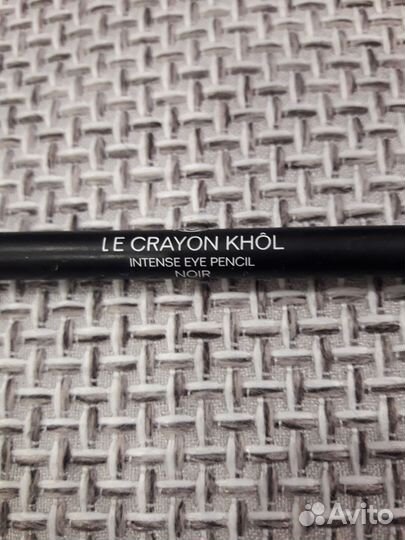 LE CRAYON KHÔL
INTENSE EYE PENCIL
NOIR
Avito